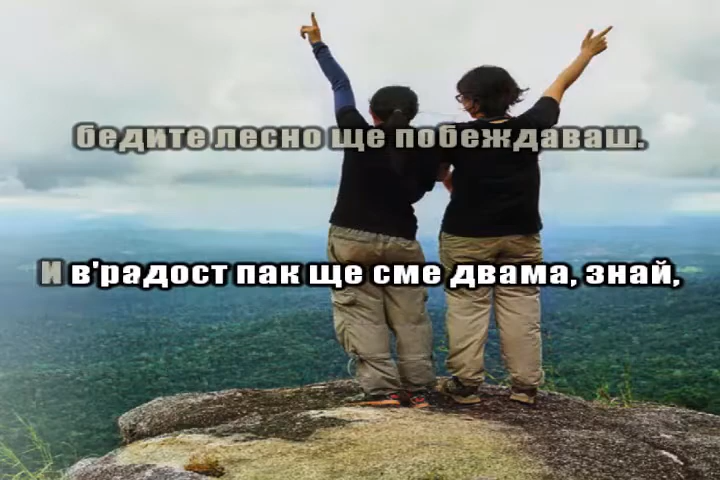 бедите лесно ще побеждаваш.
И в'радост пак ще сме двама, знай,